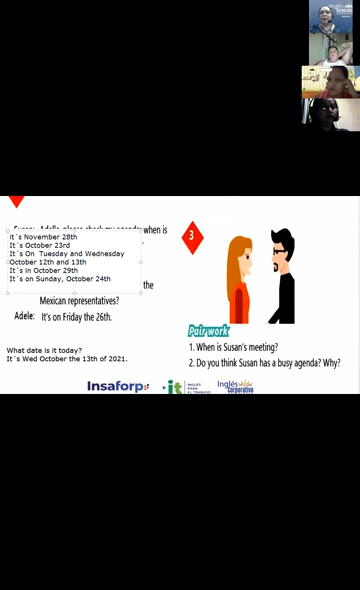 Susan: Adele, please check my agenda, when is
it´s November 28th
It´s October 23rd
It´s On Tuesday and Wednesday
October 12th and 13th
It´s in October 29th
It´s on Sunday, October 24th
the
Mexican representatives?
Adele: It's on Friday the 26th.
What date is it today?
It´s Wed October the 13th of 2021.
3
Pair work
1. When is Susan's meeting?
2. Do you think Susan has a busy agenda? Why?
Insaforp
it
INGLÉS
PARA
EL TRABAJO
Inglés
Corporativo